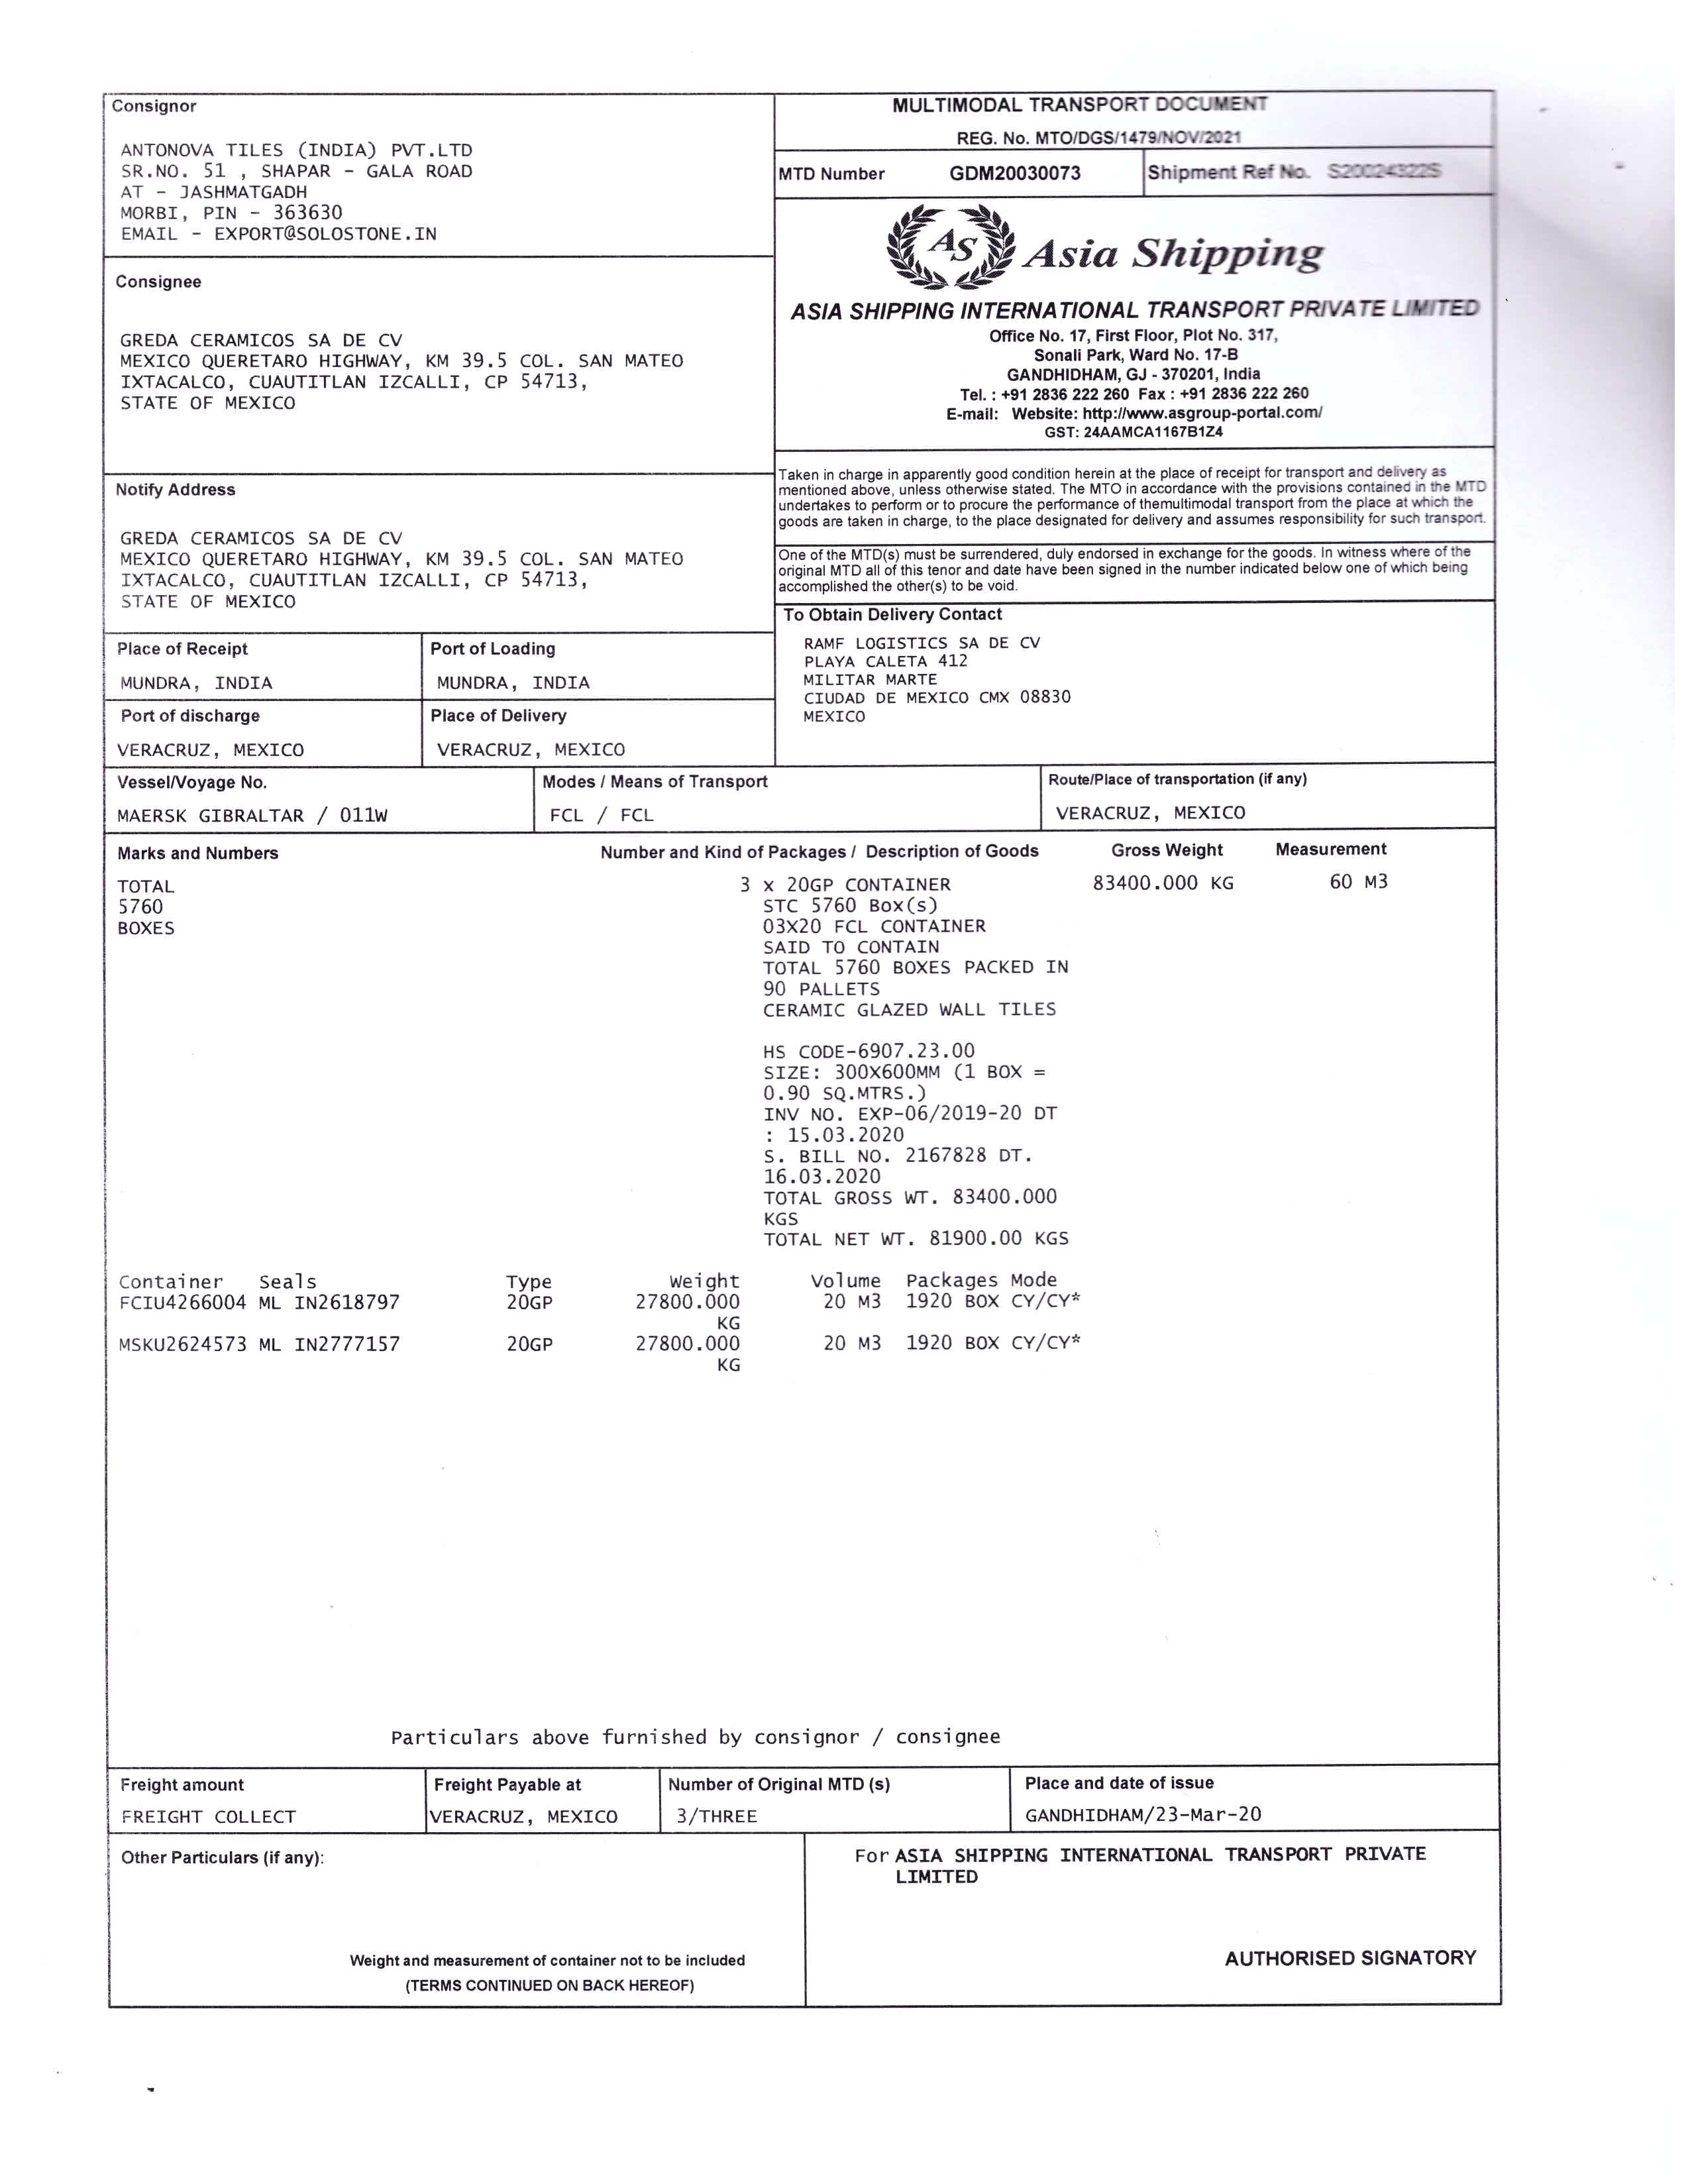 Consignor
ANTONOVA TILES (INDIA) PVT.LTD
SR.NO. 51 , SHAPAR - GALA ROAD
AT - JASHMATGADH
MORBI, PIN - 363630
EMAIL - EXPORT@SOLOSTONE.IN
MULTIMODAL TRANSPORT DOCUMENT
REG. No. MTO/DGS/1479/NOV/2021
MTD Number GDM20030073
Shipment Ref No. S20024322S
AS Asia Shipping
ASIA SHIPPING INTERNATIONAL TRANSPORT PRIVATE LIMITED
Office No. 17, First Floor, Plot No. 317,
Sonali Park, Ward No. 17-B
GANDHIDHAM, GJ - 370201, India
Tel. : +91 2836 222 260 Fax : +91 2836 222 260
E-mail: Website: http://www.asgroup-portal.com/
GST: 24AAMCA1167B1Z4
Consignee
GREDA CERAMICOS SA DE CV
MEXICO QUERETARO HIGHWAY, KM 39.5 COL. SAN MATEO
IXTACALCO, CUAUTITLAN IZCALLI, CP 54713,
STATE OF MEXICO
Taken in charge in apparently good condition herein at the place of receipt for transport and delivery as
mentioned above, unless otherwise stated. The MTO in accordance with the provisions contained in the MTD
undertakes to perform or to procure the performance of themultimodal transport from the place at which the
goods are taken in charge, to the place designated for delivery and assumes responsibility for such transport.
One of the MTD(s) must be surrendered, duly endorsed in exchange for the goods. In witness where of the
original MTD all of this tenor and date have been signed in the number indicated below one of which being
accomplished the other(s) to be void.
Notify Address
GREDA CERAMICOS SA DE CV
MEXICO QUERETARO HIGHWAY, KM 39.5 COL. SAN MATEO
IXTACALCO, CUAUTITLAN IZCALLI, CP 54713,
STATE OF MEXICO
To Obtain Delivery Contact
RAMF LOGISTICS SA DE CV
PLAYA CALETA 412
MILITAR MARTE
CIUDAD DE MEXICO CMX 08830
MEXICO
Place of Receipt Port of Loading
MUNDRA, INDIA MUNDRA, INDIA
Port of discharge Place of Delivery
VERACRUZ, MEXICO VERACRUZ, MEXICO
Vessel/Voyage No. Modes / Means of Transport Route/Place of transportation (if any)
MAERSK GIBRALTAR / 011W FCL / FCL VERACRUZ, MEXICO
Marks and Numbers Number and Kind of Packages / Description of Goods Gross Weight Measurement
TOTAL 3 x 20GP CONTAINER 83400.000 KG 60 M3
5760 STC 5760 Box(s)
BOXES 03X20 FCL CONTAINER
SAID TO CONTAIN
TOTAL 5760 BOXES PACKED IN
90 PALLETS
CERAMIC GLAZED WALL TILES
HS CODE-6907.23.00
SIZE: 300X600MM (1 BOX =
0.90 SQ.MTRS.)
INV NO. EXP-06/2019-20 DT
: 15.03.2020
S. BILL NO. 2167828 DT.
16.03.2020
TOTAL GROSS WT. 83400.000
KGS
TOTAL NET WT. 81900.00 KGS
Container Seals Type Weight Volume Packages Mode
FCIU4266004 ML IN2618797 20GP 27800.000 20 M3 1920 BOX CY/CY*
KG
MSKU2624573 ML IN2777157 20GP 27800.000 20 M3 1920 BOX CY/CY*
KG
Particulars above furnished by consignor / consignee
Freight amount Freight Payable at Number of Original MTD (s) Place and date of issue
FREIGHT COLLECT VERACRUZ, MEXICO 3/THREE GANDHIDHAM/23-Mar-20
Other Particulars (if any):
For ASIA SHIPPING INTERNATIONAL TRANSPORT PRIVATE
LIMITED
Weight and measurement of container not to be included
(TERMS CONTINUED ON BACK HEREOF)
AUTHORISED SIGNATORY